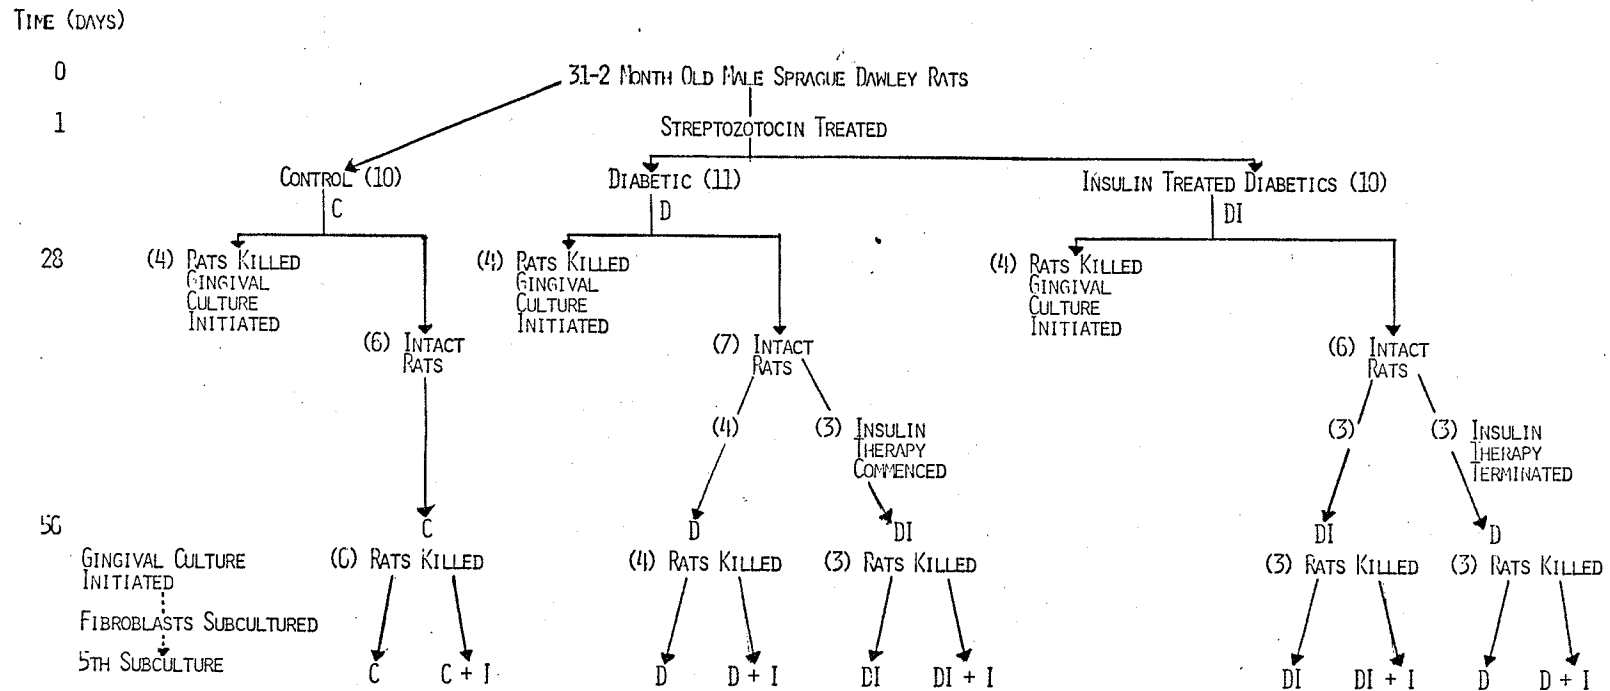 TIME (DAYS)
0
31-2 MONTH OLD MALE SPRAGUE DAWLEY RATS
1
STREPTOZOTOCIN TREATED
CONTROL (10)
DIABETIC (11)
INSULIN TREATED DIABETICS (10)
C
D
DI
28
(4) RATS KILLED
GINGIVAL
CULTURE
INITIATED
(4) RATS KILLED
GINGIVAL
CULTURE
INITIATED
(4) RATS KILLED
GINGIVAL
CULTURE
INITIATED
(6) INTACT
RATS
(7) INTACT
RATS
(6) INTACT
RATS
(4)
(3) INSULIN
THERAPY
COMMENCED
(3)
(3) INSULIN
THERAPY
TERMINATED
56
C
D
DI
DI
D
GINGIVAL CULTURE
INITIATED
(6) RATS KILLED
(4) RATS KILLED
(3) RATS KILLED
(3) RATS KILLED
(3) RATS KILLED
FIBROBLASTS SUBCULTURED
5TH SUBCULTURE
C
C + I
D
D + I
DI
DI + I
DI
DI + I
D
D + I